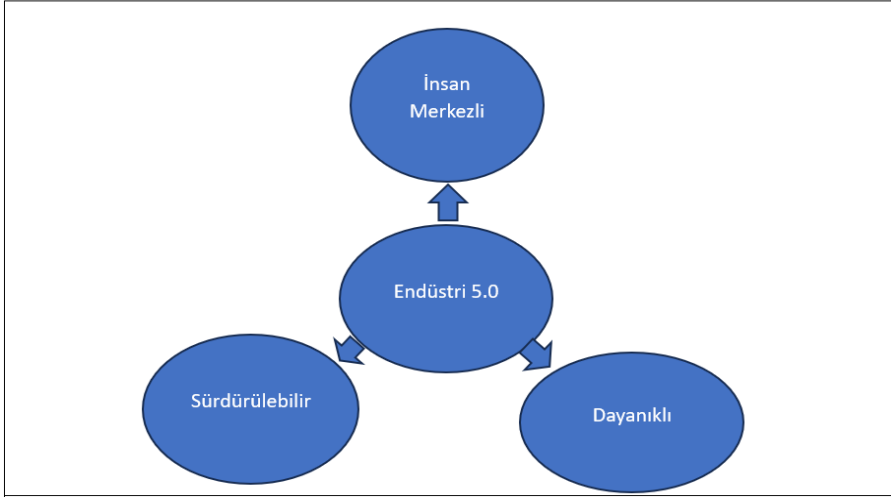 İnsan
Merkezli
Endüstri 5.0
Sürdürülebilir
Dayanıklı